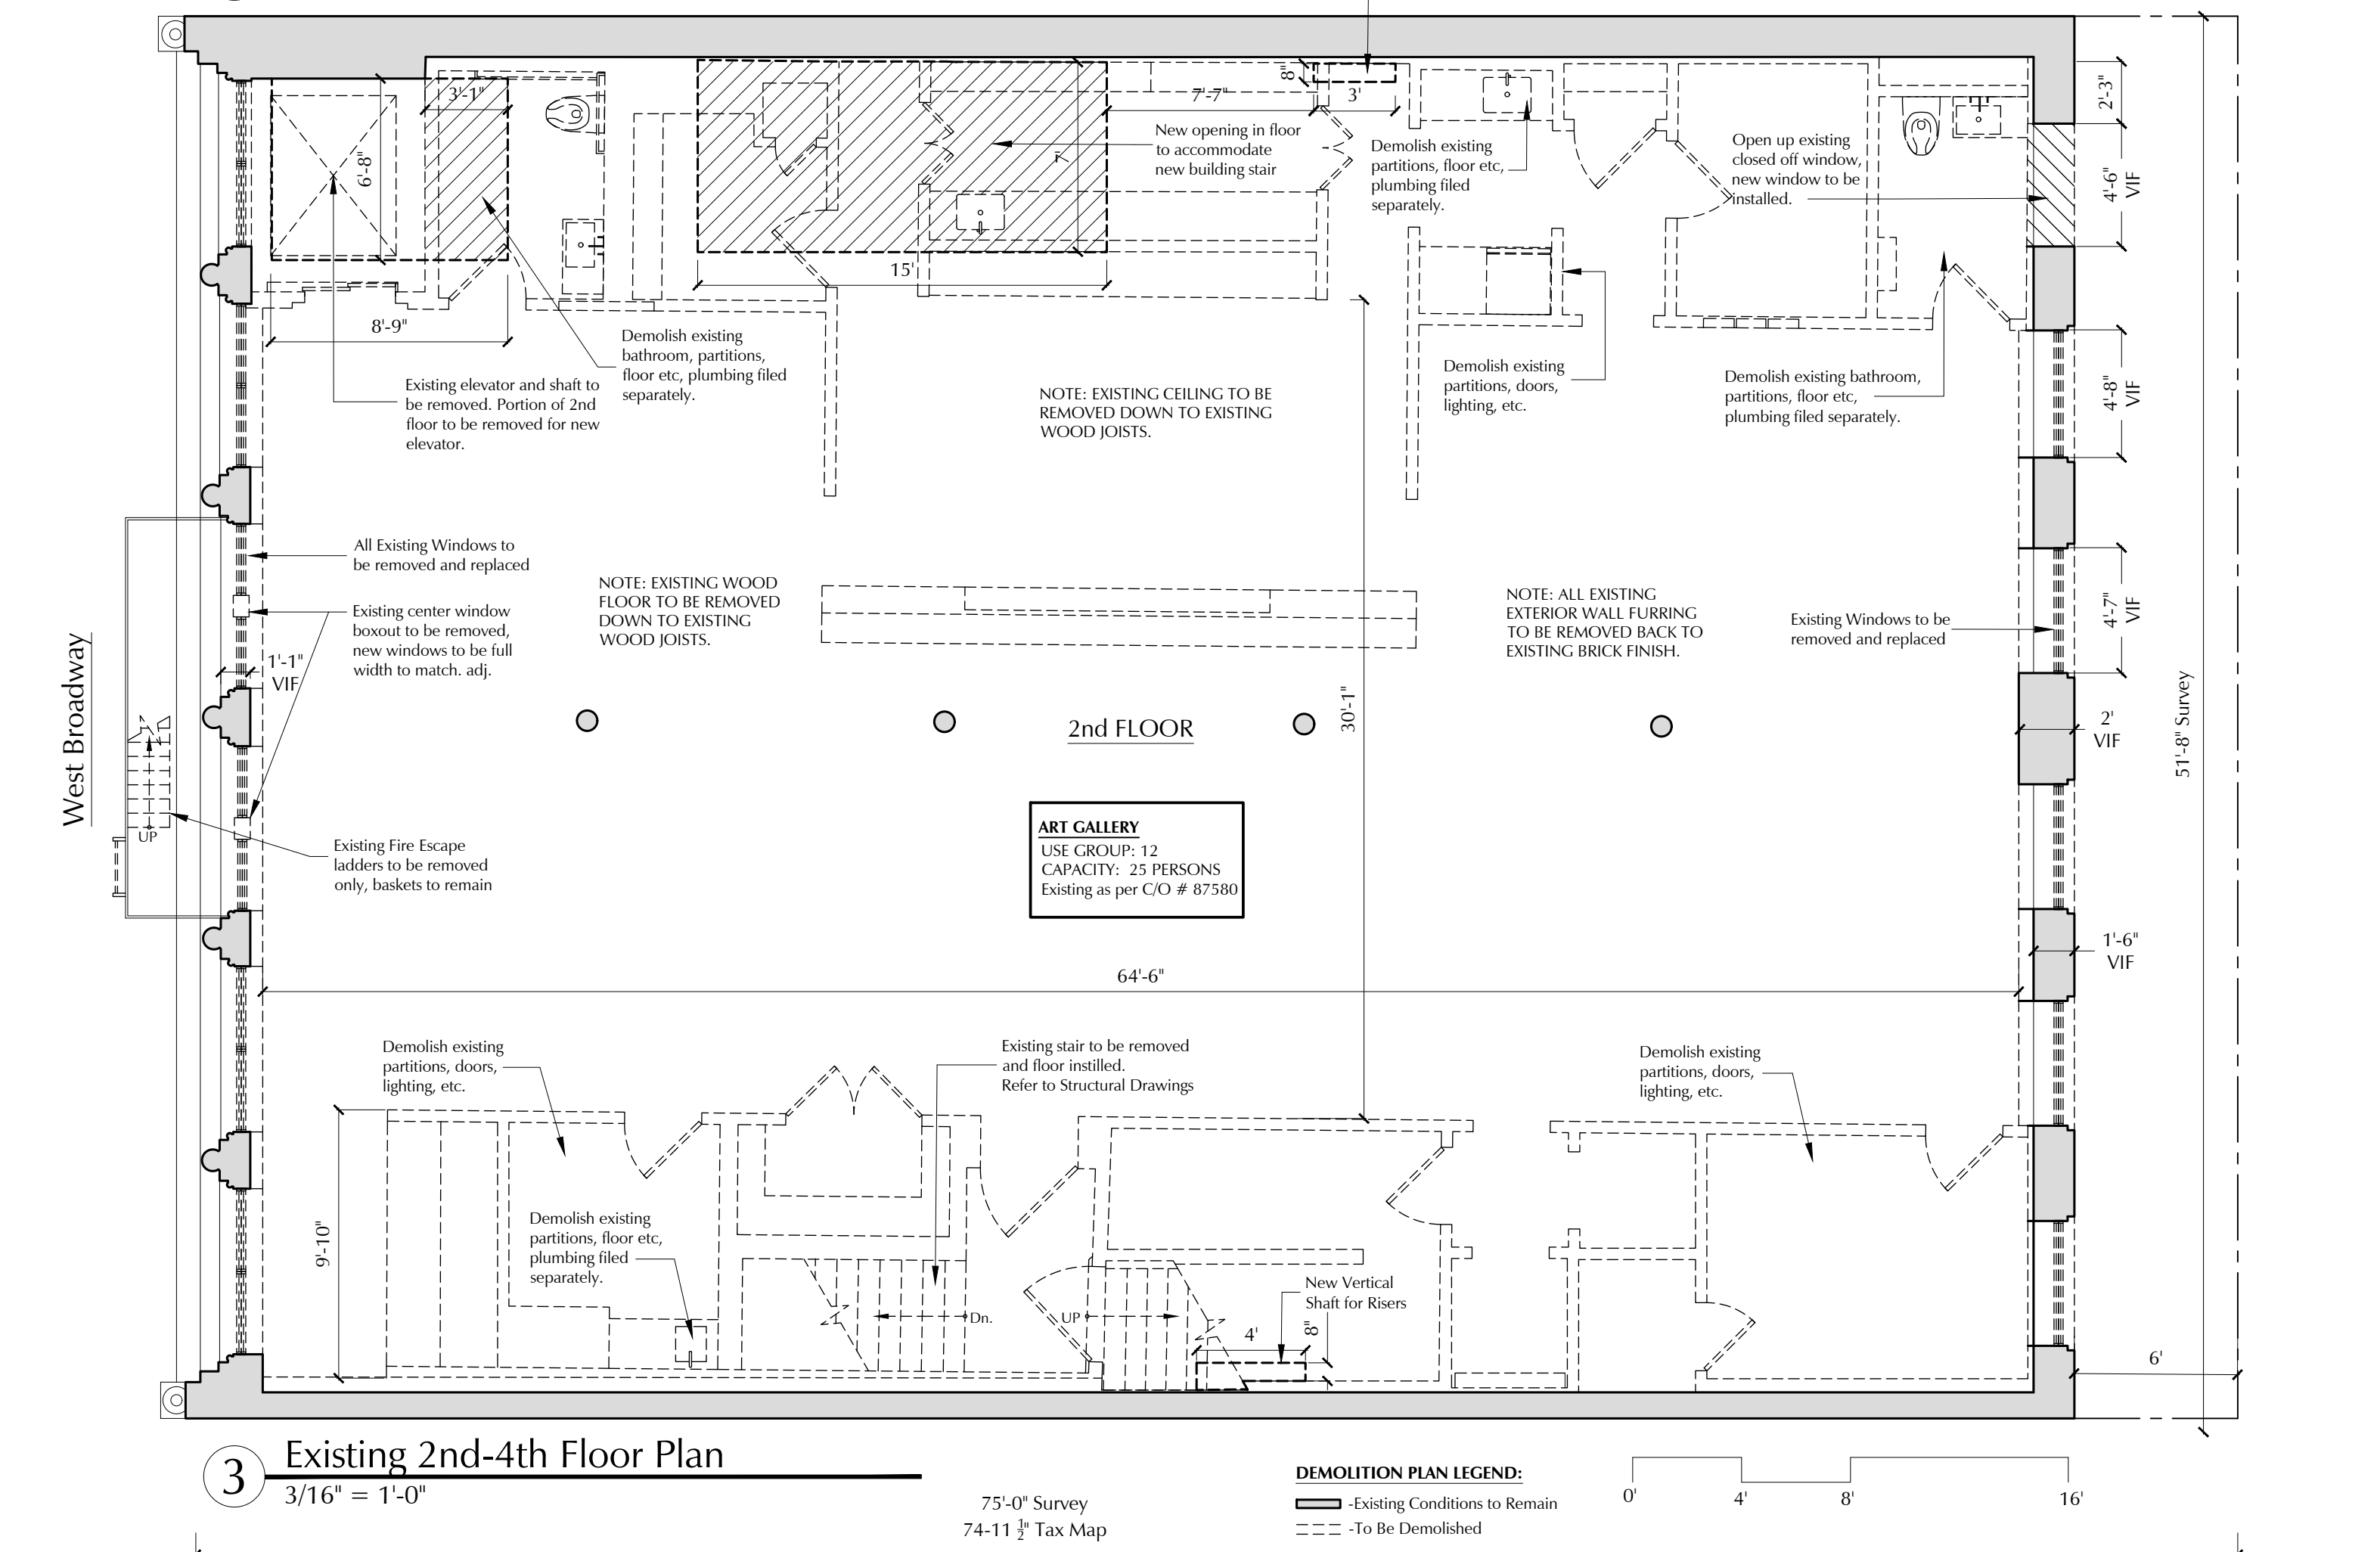 3'-1"
6'-8"
8'-9"
15'
7'
7'-7"
8"
3'
New opening in floor
to accommodate
new building stair
Demolish existing
partitions, floor etc,
plumbing filed
separately.
Open up existing
closed off window,
new window to be
installed.
2'-3"
4'-6"
VIF
4'-8"
VIF
4'-7"
VIF
51'-8" Survey
Demolish existing
bathroom, partitions,
floor etc, plumbing filed
separately.
Existing elevator and shaft to
be removed. Portion of 2nd
floor to be removed for new
elevator.
NOTE: EXISTING CEILING TO BE
REMOVED DOWN TO EXISTING
WOOD JOISTS.
Demolish existing
partitions, doors,
lighting, etc.
Demolish existing bathroom,
partitions, floor etc,
plumbing filed separately.
All Existing Windows to
be removed and replaced
Existing center window
boxout to be removed,
new windows to be full
width to match. adj.
1'-1"
VIF
NOTE: EXISTING WOOD
FLOOR TO BE REMOVED
DOWN TO EXISTING
WOOD JOISTS.
NOTE: ALL EXISTING
EXTERIOR WALL FURRING
TO BE REMOVED BACK TO
EXISTING BRICK FINISH.
Existing Windows to be
removed and replaced
West Broadway
UP
Existing Fire Escape
ladders to be removed
only, baskets to remain
2nd FLOOR
30'-1"
2'
VIF
ART GALLERY
USE GROUP: 12
CAPACITY: 25 PERSONS
Existing as per C/O # 87580
1'-6"
VIF
64'-6"
Demolish existing
partitions, doors,
lighting, etc.
Existing stair to be removed
and floor instilled.
Refer to Structural Drawings
Demolish existing
partitions, doors,
lighting, etc.
9'-10"
Demolish existing
partitions, floor etc,
plumbing filed
separately.
Dn.
UP
New Vertical
Shaft for Risers
4'
8"
6'
3
Existing 2nd-4th Floor Plan
3/16" = 1'-0"
75'-0" Survey
74-11 1/2" Tax Map
DEMOLITION PLAN LEGEND:
-Existing Conditions to Remain
-To Be Demolished
0'
4'
8'
16'